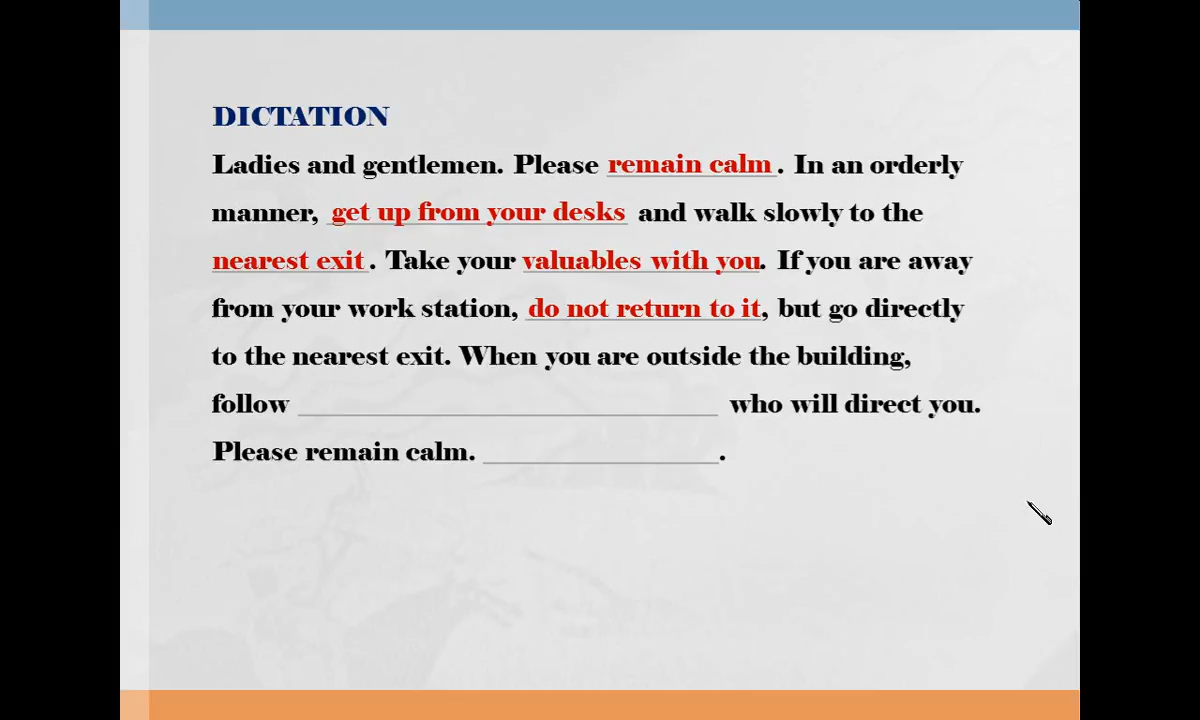 DICTATION
Ladies and gentlemen. Please remain calm. In an orderly
manner, get up from your desks and walk slowly to the
nearest exit. Take your valuables with you. If you are away
from your work station, do not return to it, but go directly
to the nearest exit. When you are outside the building,
follow ____________________ who will direct you.
Please remain calm. ____________.